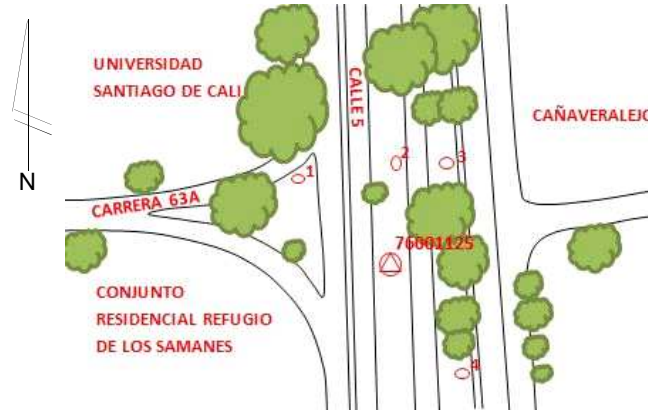 UNIVERSIDAD
SANTIAGO DE CALI
CALLE 5
CAÑAVERALEJO
2
3
1
N
CARRERA 63A
76001125
CONJUNTO
RESIDENCIAL REFUGIO
DE LOS SAMANES
4